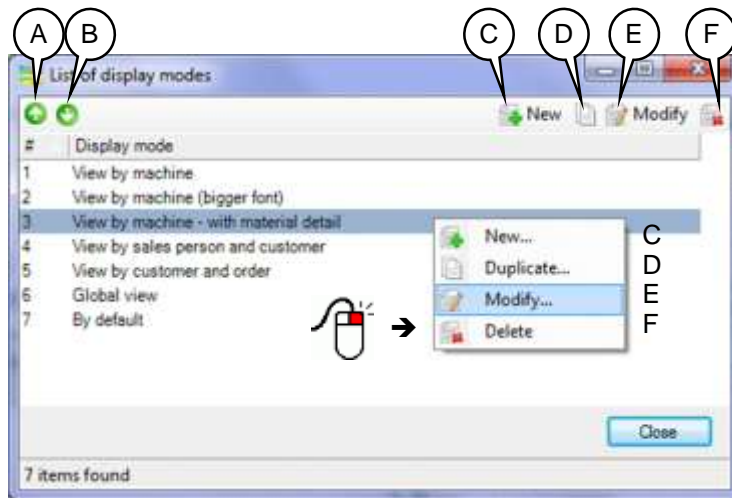 A B C D E F
List of display modes
New Modify
# Display mode
1 View by machine
2 View by machine (bigger font)
3 View by machine - with material detail
4 View by sales person and customer
5 View by customer and order
6 Global view
7 By default
New... C
Duplicate... D
Modify... E
Delete F
Close
7 items found